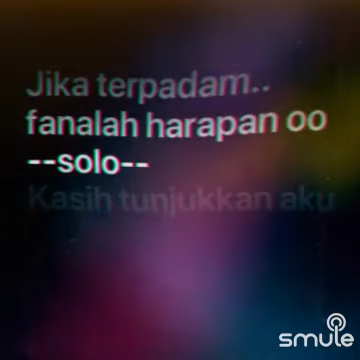 Jika terpadam..
fanalah harapan oo
--solo--
Kasih tunjukkan aku
smule